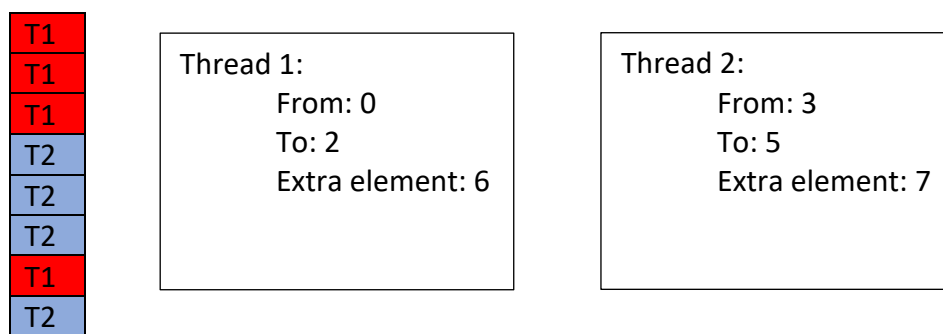 T1
T1
T1
T2
T2
T2
T1
T2
Thread 1:
From: 0
To: 2
Extra element: 6
Thread 2:
From: 3
To: 5
Extra element: 7